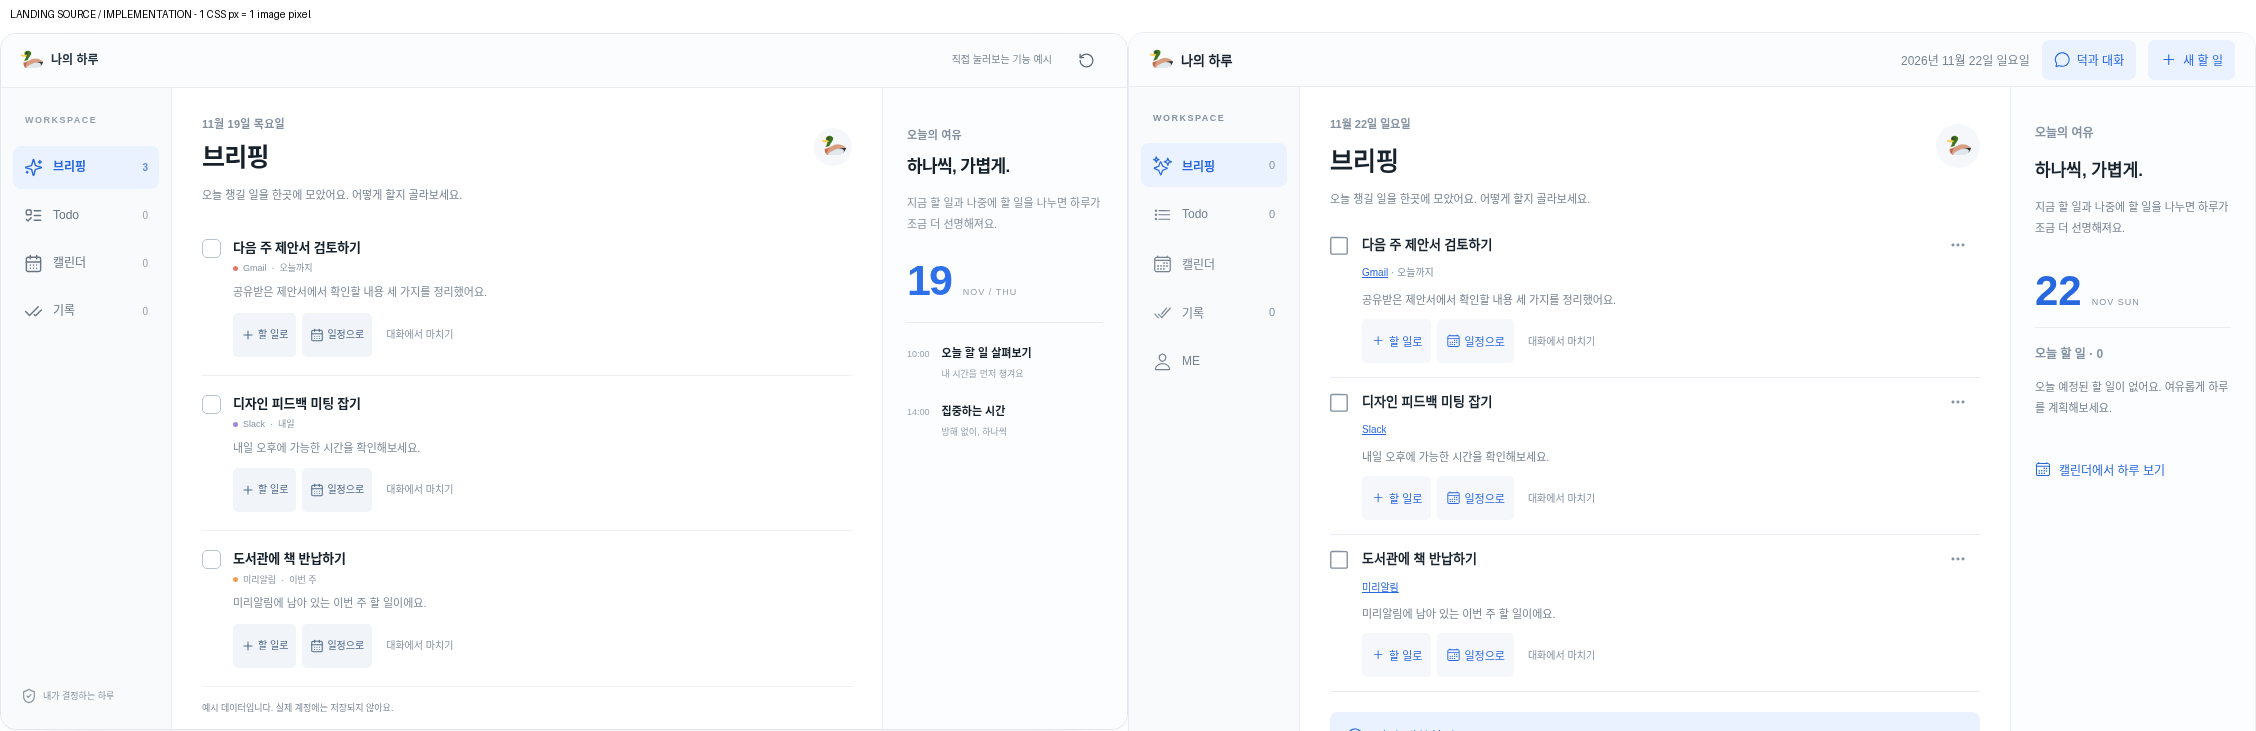 LANDING SOURCE / IMPLEMENTATION - 1 CSS px = 1 image pixel
나의 하루
직접 눌러보는 기능 예시
WORKSPACE
브리핑 3
Todo 0
캘린더 0
기록 0
내가 결정하는 하루
11월 19일 목요일
브리핑
오늘 챙길 일을 한곳에 모았어요. 어떻게 할지 골라보세요.
다음 주 제안서 검토하기
Gmail · 오늘까지
공유받은 제안서에서 확인할 내용 세 가지를 정리했어요.
할 일로 일정으로 대화에서 마치기
디자인 피드백 미팅 잡기
Slack · 내일
내일 오후에 가능한 시간을 확인해보세요.
할 일로 일정으로 대화에서 마치기
도서관에 책 반납하기
미리알림 · 이번 주
미리알림에 남아 있는 이번 주 할 일이에요.
할 일로 일정으로 대화에서 마치기
예시 데이터입니다. 실제 계정에는 저장되지 않아요.
오늘의 여유
하나씩, 가볍게.
지금 할 일과 나중에 할 일을 나누면 하루가
조금 더 선명해져요.
19 NOV / THU
10:00 오늘 할 일 살펴보기
내 시간을 먼저 챙겨요
14:00 집중하는 시간
방해 없이, 하나씩
나의 하루
2026년 11월 22일 일요일
덕과 대화
새 할 일
WORKSPACE
브리핑 0
Todo 0
캘린더
기록 0
ME
11월 22일 일요일
브리핑
오늘 챙길 일을 한곳에 모았어요. 어떻게 할지 골라보세요.
다음 주 제안서 검토하기
Gmail · 오늘까지
공유받은 제안서에서 확인할 내용 세 가지를 정리했어요.
할 일로 일정으로 대화에서 마치기
디자인 피드백 미팅 잡기
Slack
내일 오후에 가능한 시간을 확인해보세요.
할 일로 일정으로 대화에서 마치기
도서관에 책 반납하기
미리알림
미리알림에 남아 있는 이번 주 할 일이에요.
할 일로 일정으로 대화에서 마치기
오늘의 여유
하나씩, 가볍게.
지금 할 일과 나중에 할 일을 나누면 하루가
조금 더 선명해져요.
22 NOV SUN
오늘 할 일 · 0
오늘 예정된 할 일이 없어요. 여유롭게 하루
를 계획해보세요.
캘린더에서 하루 보기